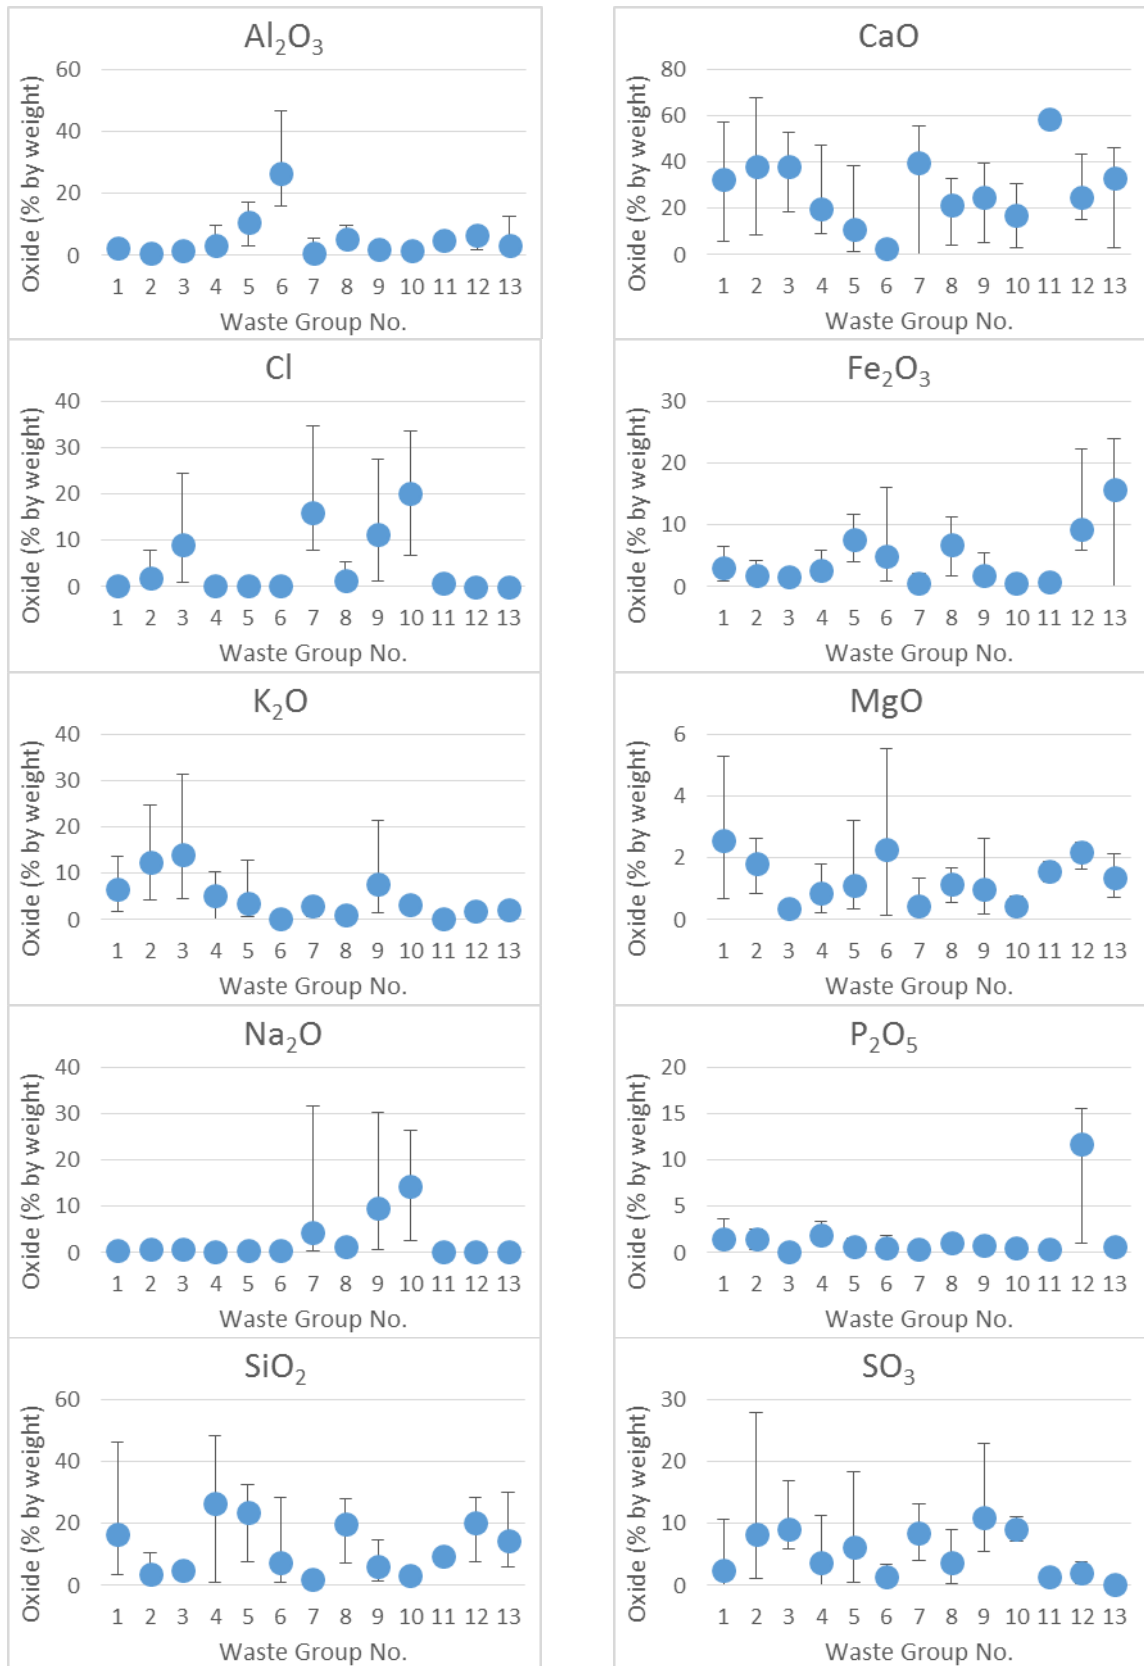 Al₂O₃
Oxide (% by weight)
60
40
20
0
1 2 3 4 5 6 7 8 9 10 11 12 13
Waste Group No.
CaO
Oxide (% by weight)
80
60
40
20
0
1 2 3 4 5 6 7 8 9 10 11 12 13
Waste Group No.
Cl
Oxide (% by weight)
40
30
20
10
0
1 2 3 4 5 6 7 8 9 10 11 12 13
Waste Group No.
Fe₂O₃
Oxide (% by weight)
30
20
10
0
1 2 3 4 5 6 7 8 9 10 11 12 13
Waste Group No.
K₂O
Oxide (% by weight)
40
30
20
10
0
1 2 3 4 5 6 7 8 9 10 11 12 13
Waste Group No.
MgO
Oxide (% by weight)
6
4
2
0
1 2 3 4 5 6 7 8 9 10 11 12 13
Waste Group No.
Na₂O
Oxide (% by weight)
40
30
20
10
0
1 2 3 4 5 6 7 8 9 10 11 12 13
Waste Group No.
P₂O₅
Oxide (% by weight)
20
15
10
5
0
1 2 3 4 5 6 7 8 9 10 11 12 13
Waste Group No.
SiO₂
Oxide (% by weight)
60
40
20
0
1 2 3 4 5 6 7 8 9 10 11 12 13
Waste Group No.
SO₃
Oxide (% by weight)
30
20
10
0
1 2 3 4 5 6 7 8 9 10 11 12 13
Waste Group No.